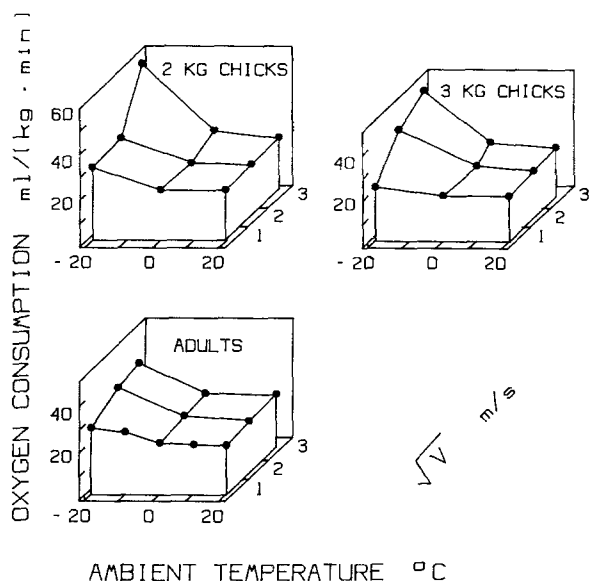 OXYGEN CONSUMPTION ml/(kg · min)
2 KG CHICKS
60
40
20
- 20 0 20
1 2 3
3 KG CHICKS
40
20
- 20 0 20
1 2 3
ADULTS
40
20
- 20 0 20
1 2 3
√V m/s
AMBIENT TEMPERATURE °C